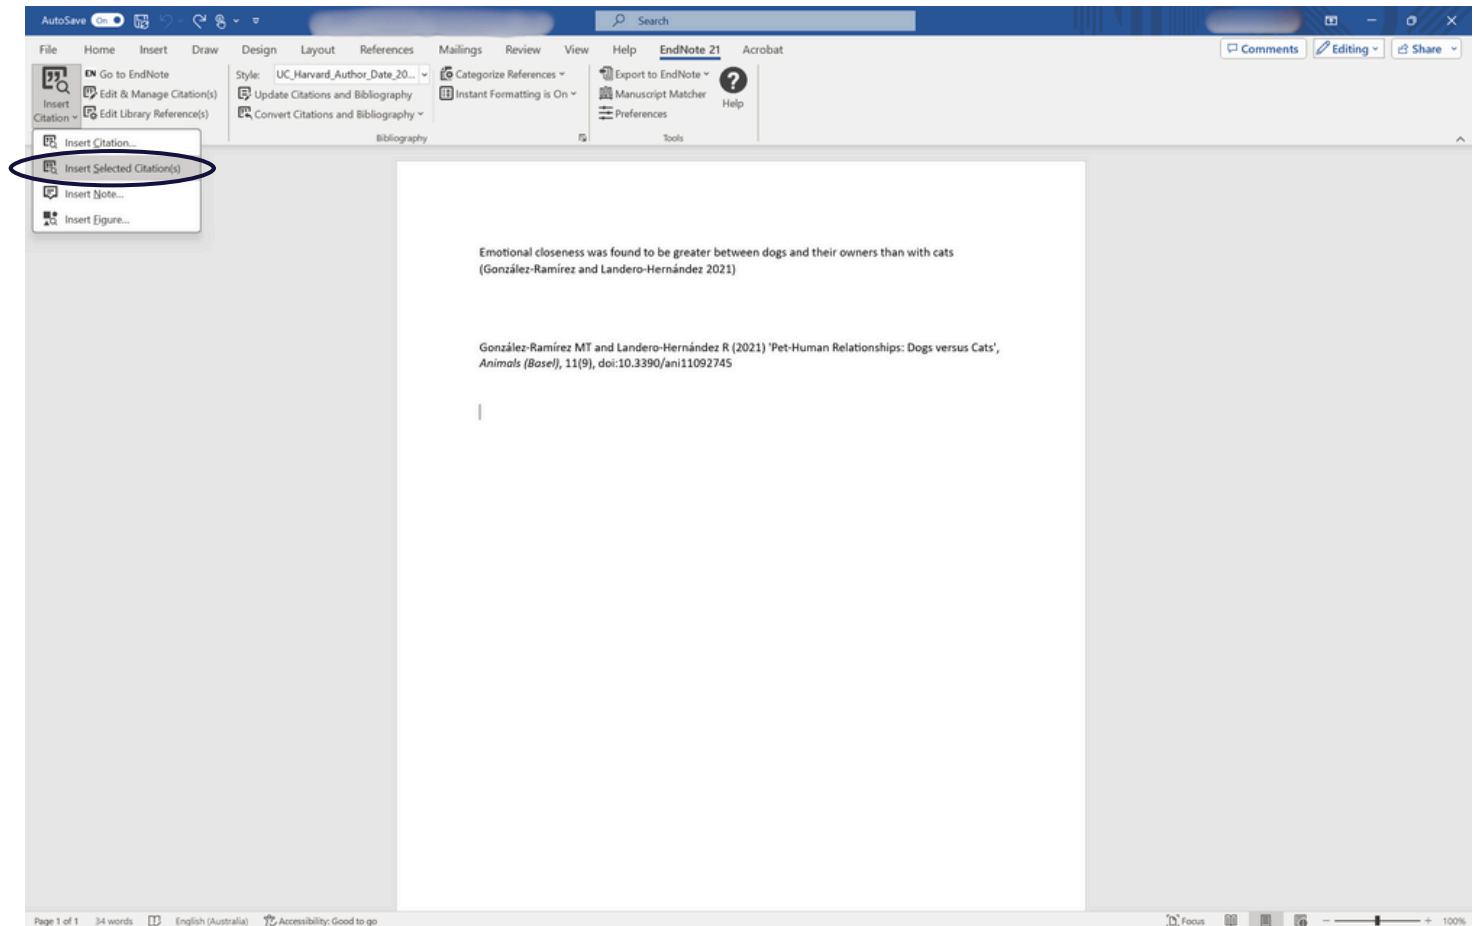 AutoSave On Search
File Home Insert Draw Design Layout References Mailings Review View Help EndNote 21 Acrobat Comments Editing Share
Insert Citation
EN Go to EndNote
Edit & Manage Citation(s)
Edit Library Reference(s)
Style: UC_Harvard_Author_Date_20...
Update Citations and Bibliography
Convert Citations and Bibliography
Bibliography
Categorize References
Instant Formatting is On
Export to EndNote
Manuscript Matcher
Preferences
Help
Tools
Insert Citation...
Insert Selected Citation(s)
Insert Note...
Insert Figure...
Emotional closeness was found to be greater between dogs and their owners than with cats
(González-Ramírez and Landero-Hernández 2021)
González-Ramírez MT and Landero-Hernández R (2021) 'Pet-Human Relationships: Dogs versus Cats',
Animals (Basel), 11(9), doi:10.3390/ani11092745
Page 1 of 1 34 words English (Australia) Accessibility: Good to go Focus 100%